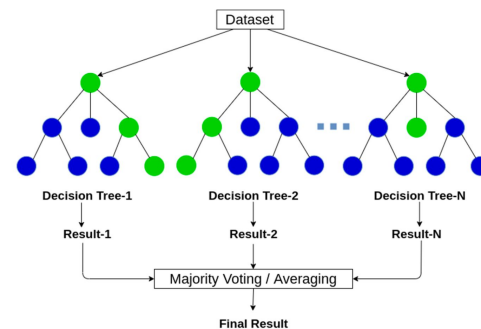 Dataset
Decision Tree-1 Decision Tree-2 Decision Tree-N
Result-1 Result-2 Result-N
Majority Voting / Averaging
Final Result